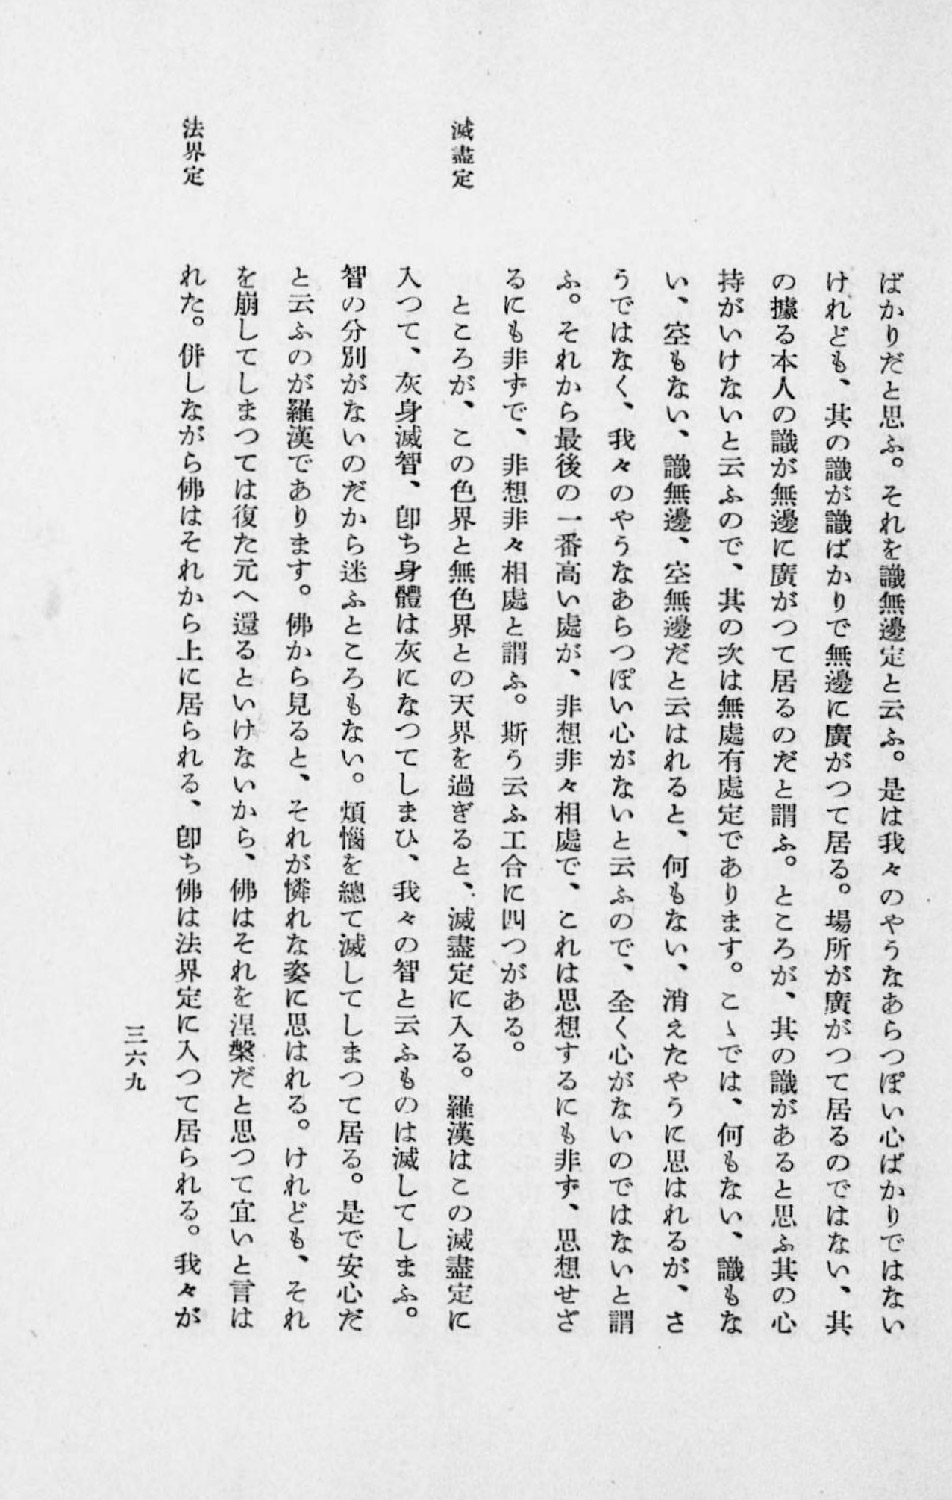 ばかりだと思ふ。それを識無邊定と云ふ。是は我々のやうなあらつぽい心ばかりではない
けれども、其の識が識ばかりで無邊に廣がつて居る。場所が廣がつて居るのではない、其
の據る本人の識が無邊に廣がつて居るのだと謂ふ。ところが、其の識があると思ふ其の心
持がいけないと云ふので、其の次は無處有處定であります。こゝでは、何もない、識もな
い、空もない、識無邊、空無邊だと云はれると、何もない、消えたやうに思はれるが、さ
うではなく、我々のやうなあらつぽい心がないと云ふので、全く心がないのではないと謂
ふ。それから最後の一番高い處が、非想非々相處で、これは思想するにも非ず、思想せざ
るにも非ずで、非想非々相處と謂ふ。斯う云ふ工合に四つがある。
滅盡定
ところが、この色界と無色界との天界を過ぎると、滅盡定に入る。羅漢はこの滅盡定に
入つて、灰身滅智、卽ち身體は灰になつてしまひ、我々の智と云ふものは滅してしまふ。
智の分別がないのだから迷ふところもない。煩惱を總て滅してしまつて居る。是で安心だ
と云ふのが羅漢であります。佛から見ると、それが憐れな姿に思はれる。けれども、それ
を崩してしまつては復た元へ還るといけないから、佛はそれを涅槃だと思つて宜いと言は
法界定
れた。併しながら佛はそれから上に居られる、卽ち佛は法界定に入つて居られる。我々が
三六九